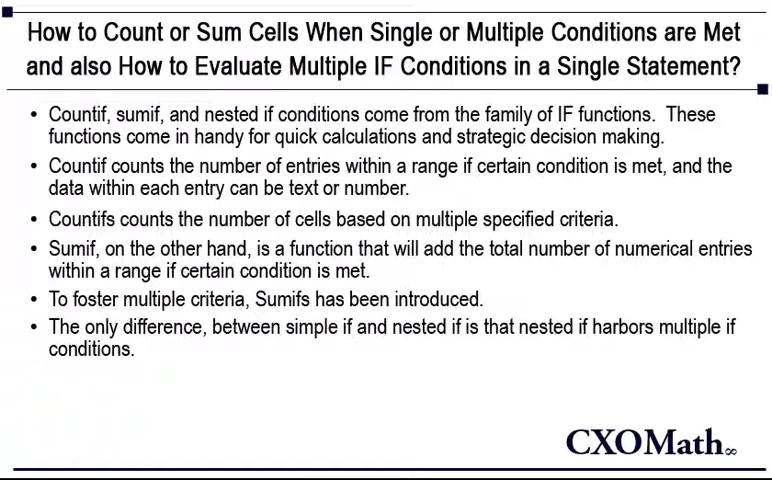 How to Count or Sum Cells When Single or Multiple Conditions are Met
and also How to Evaluate Multiple IF Conditions in a Single Statement?
• Countif, sumif, and nested if conditions come from the family of IF functions.  These
functions come in handy for quick calculations and strategic decision making.
• Countif counts the number of entries within a range if certain condition is met, and the
data within each entry can be text or number.
• Countifs counts the number of cells based on multiple specified criteria.
• Sumif, on the other hand, is a function that will add the total number of numerical entries
within a range if certain condition is met.
• To foster multiple criteria, Sumifs has been introduced.
• The only difference, between simple if and nested if is that nested if harbors multiple if
conditions.
CXOMath∞